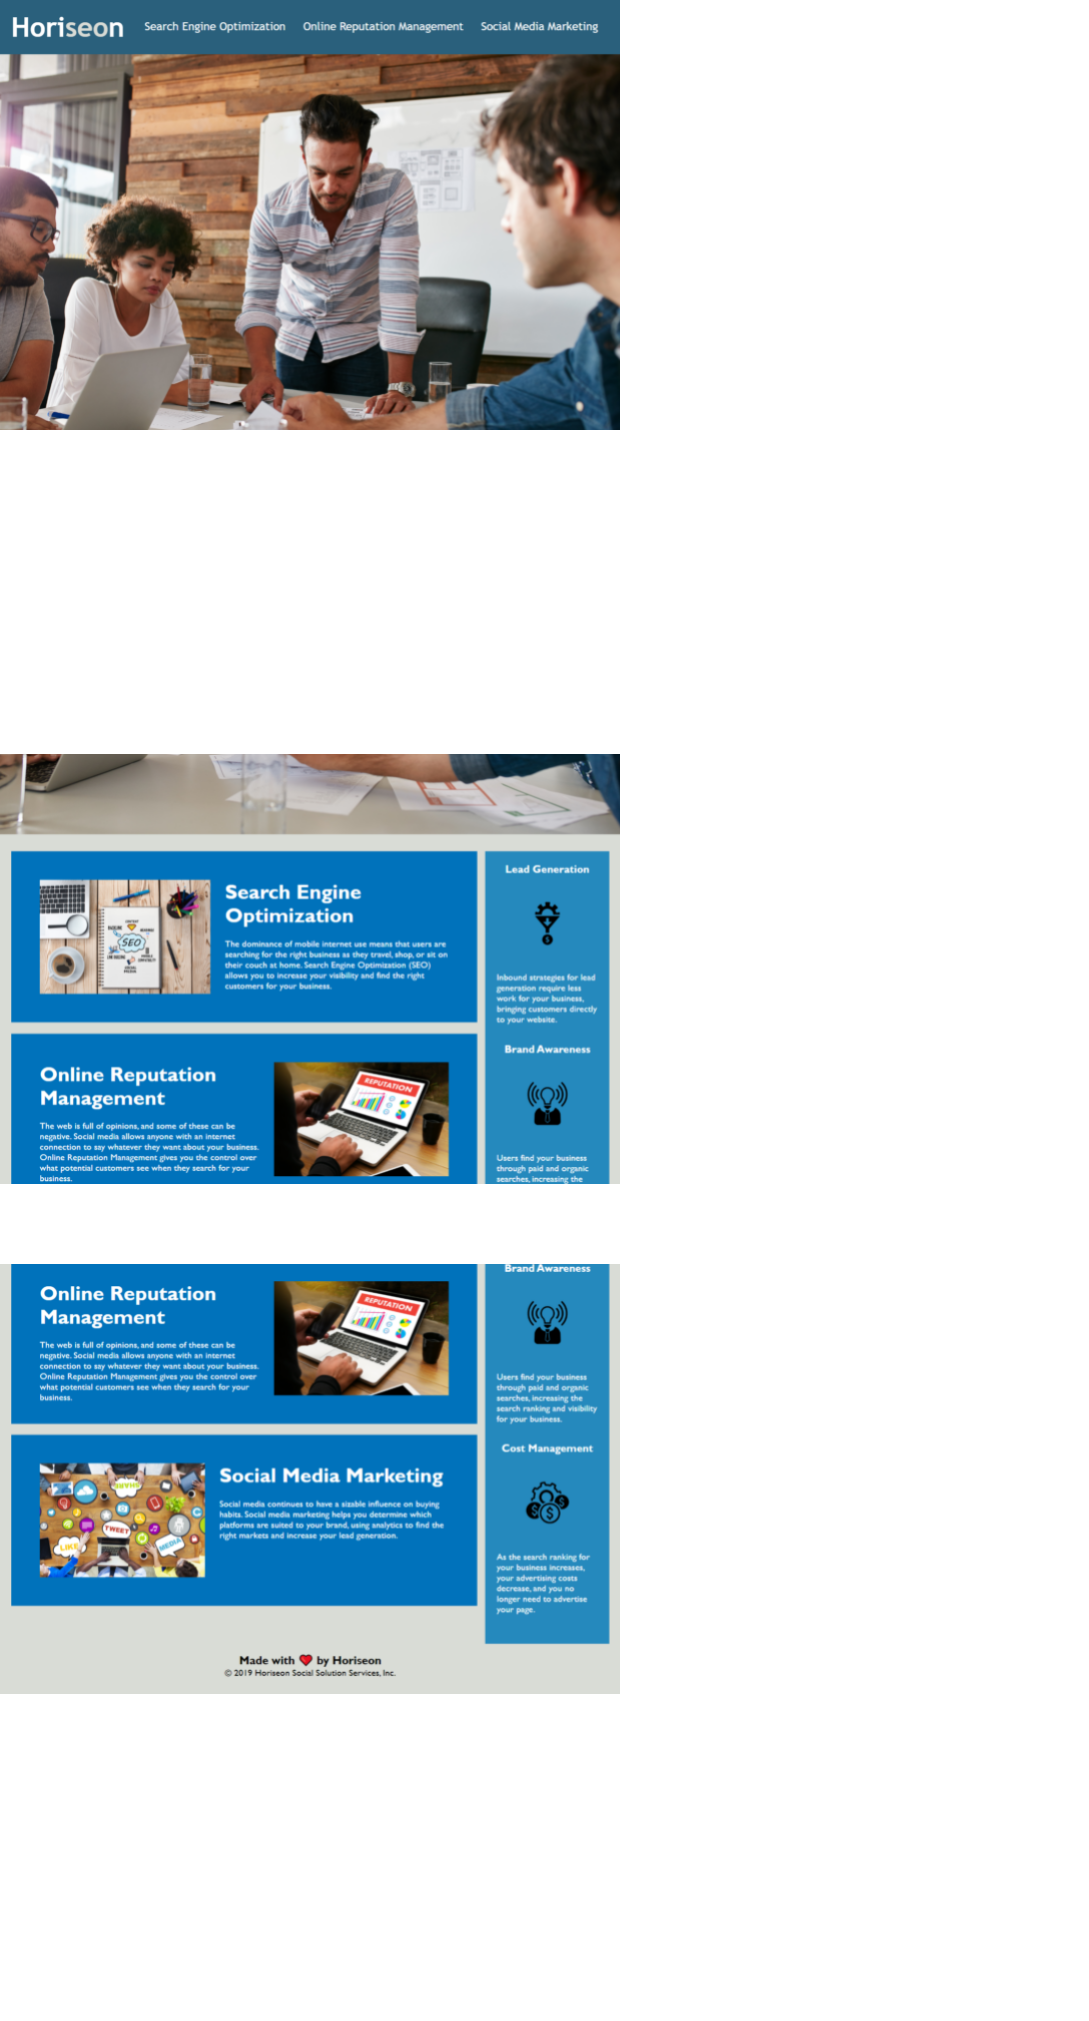 Horiseon
Search Engine Optimization
Online Reputation Management
Social Media Marketing
Search Engine
Optimization
The dominance of mobile internet use means that users are
searching for the right business as they travel, shop, or sit on
their couch at home. Search Engine Optimization (SEO)
allows you to increase your visibility and find the right
customers for your business.
SEO
Online Reputation
Management
The web is full of opinions, and some of these can be
negative. Social media allows anyone with an internet
connection to say whatever they want about your business.
Online Reputation Management gives you the control over
what potential customers see when they search for your
business.
REPUTATION
Lead Generation
Inbound strategies for lead
generation require less
work for your business,
bringing customers directly
to your website.
Brand Awareness
Users find your business
through paid and organic
searches, increasing the
Online Reputation
Management
The web is full of opinions, and some of these can be
negative. Social media allows anyone with an internet
connection to say whatever they want about your business.
Online Reputation Management gives you the control over
what potential customers see when they search for your
business.
REPUTATION
Social Media Marketing
Social media continues to have a sizable influence on buying
habits. Social media marketing helps you determine which
platforms are suited to your brand, using analytics to find the
right markets and increase your lead generation.
SHARE
TWEET
LIKE
MEDIA
Brand Awareness
Users find your business
through paid and organic
searches, increasing the
search ranking and visibility
for your business.
Cost Management
As the search ranking for
your business increases,
your advertising costs
decrease, and you no
longer need to advertise
your page.
Made with ❤️ by Horiseon
© 2019 Horiseon Social Solution Services, Inc.